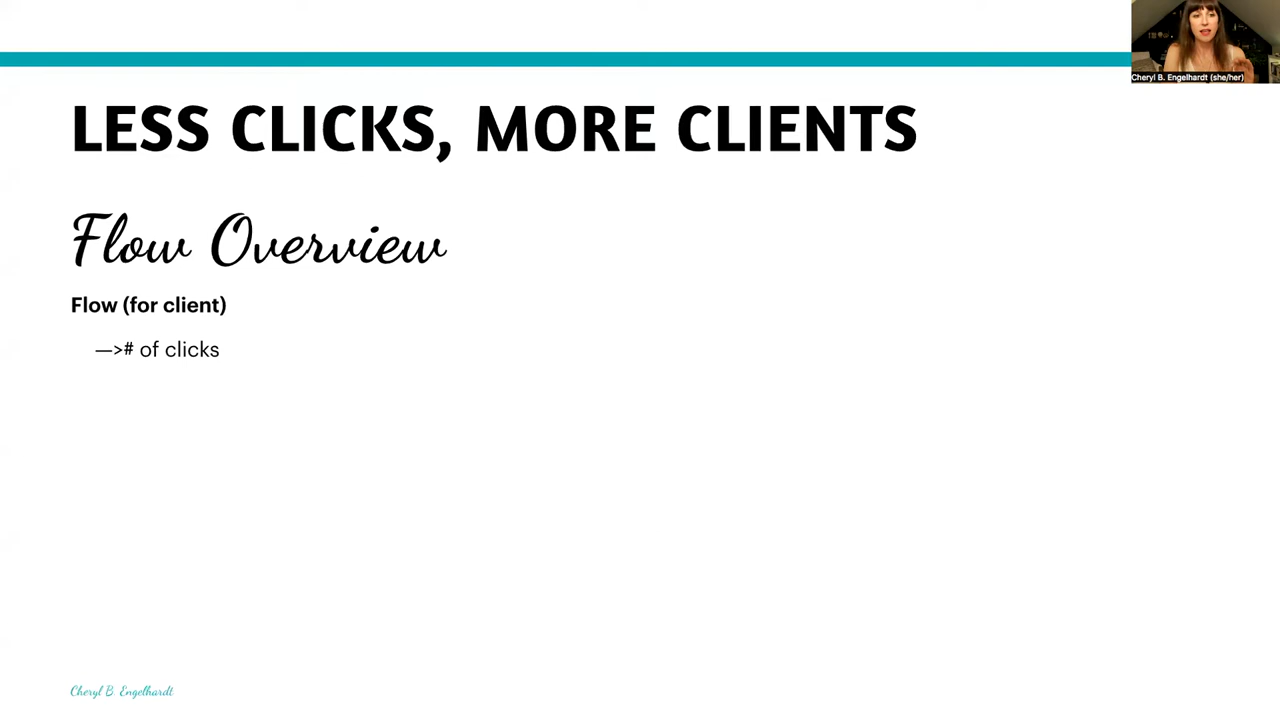 Cheryl B. Engelhardt (she/her)
LESS CLICKS, MORE CLIENTS
Flow Overview
Flow (for client)
—># of clicks
Cheryl B. Engelhardt